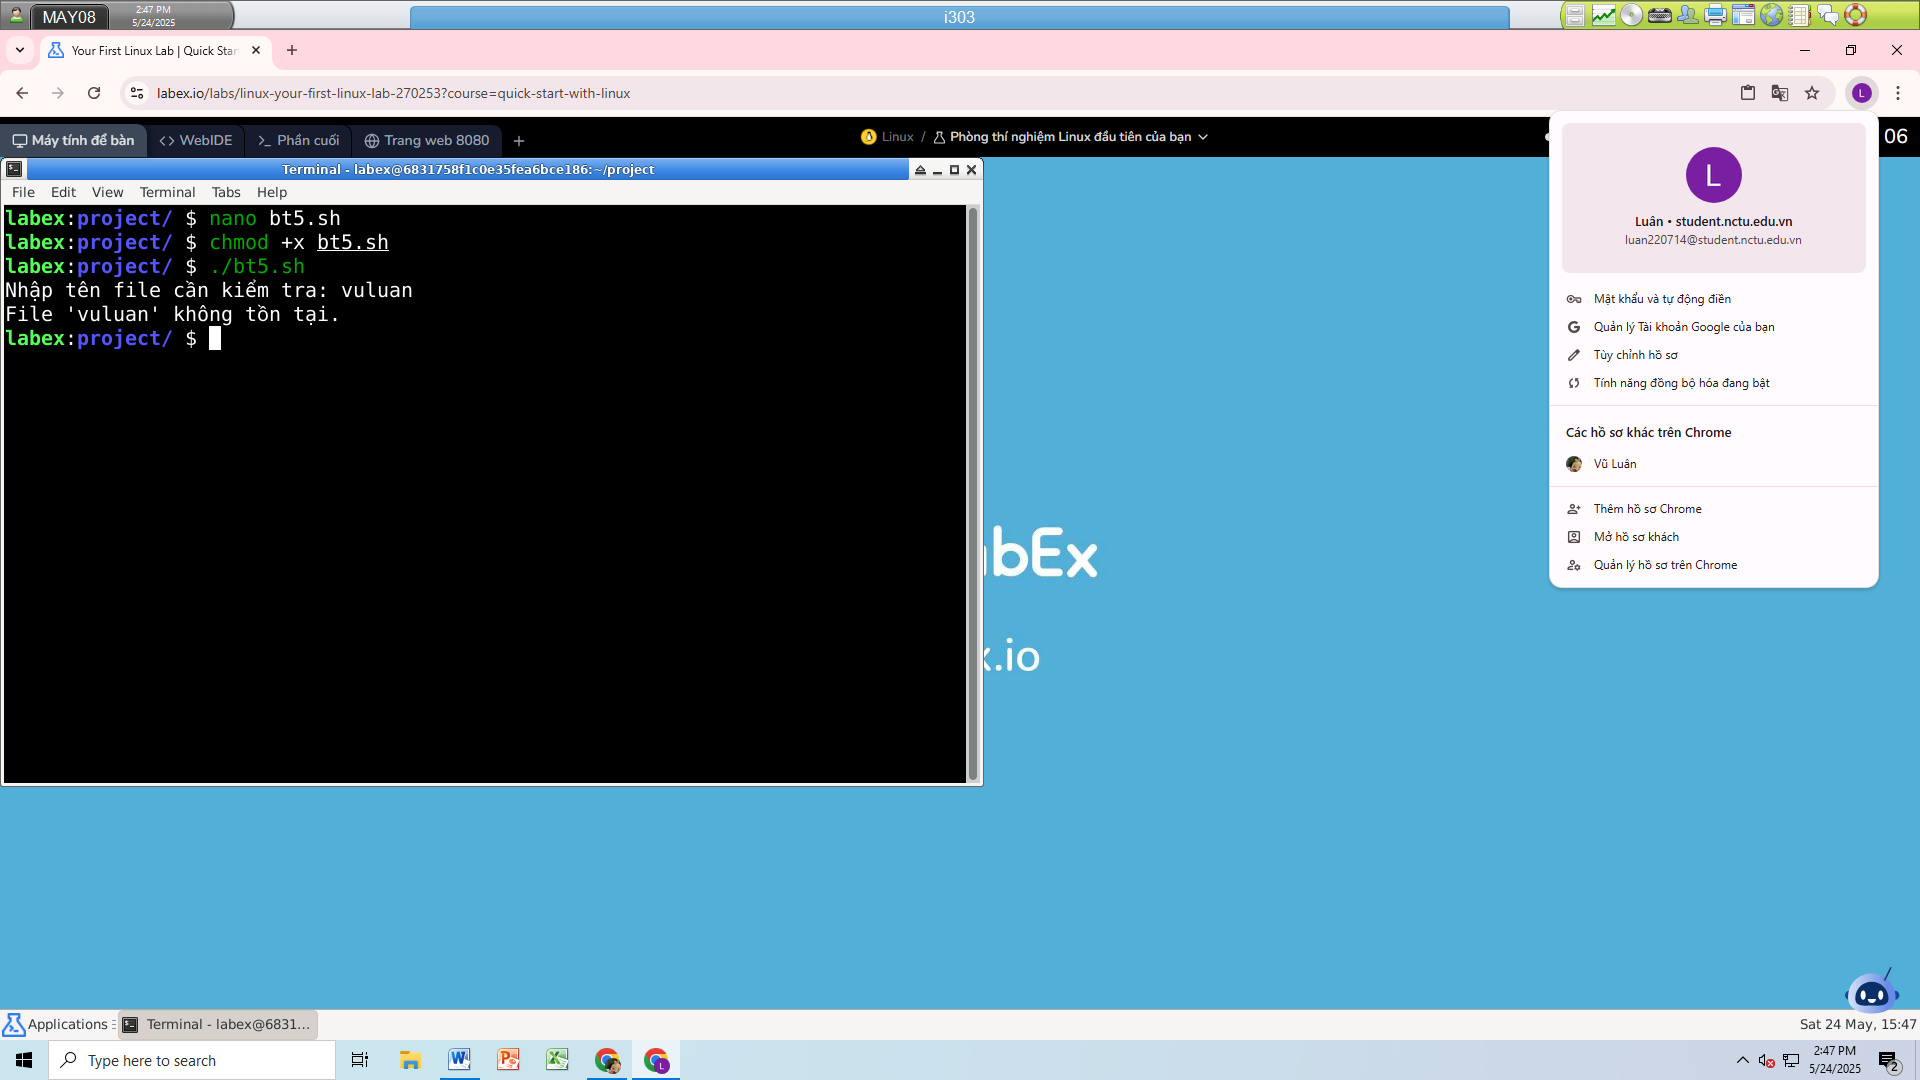 MAY08
2:47 PM
5/24/2025
i303
Your First Linux Lab | Quick Star
labex.io/labs/linux-your-first-linux-lab-270253?course=quick-start-with-linux
L
Máy tính để bàn
WebIDE
Phần cuối
Trang web 8080
Linux / Phòng thí nghiệm Linux đầu tiên của bạn
06
Terminal - labex@6831758f1c0e35fea6bce186:~/project
File Edit View Terminal Tabs Help
labex:project/ $ nano bt5.sh
labex:project/ $ chmod +x bt5.sh
labex:project/ $ ./bt5.sh
Nhập tên file cần kiểm tra: vuluan
File 'vuluan' không tồn tại.
labex:project/ $
L
Luân • student.nctu.edu.vn
luan220714@student.nctu.edu.vn
Mật khẩu và tự động điền
Quản lý Tài khoản Google của bạn
Tùy chỉnh hồ sơ
Tính năng đồng bộ hóa đang bật
Các hồ sơ khác trên Chrome
Vũ Luân
Thêm hồ sơ Chrome
Mở hồ sơ khách
Quản lý hồ sơ trên Chrome
abEx
x.io
Applications
Terminal - labex@6831...
Sat 24 May, 15:47
Type here to search
L
2:47 PM
5/24/2025
2